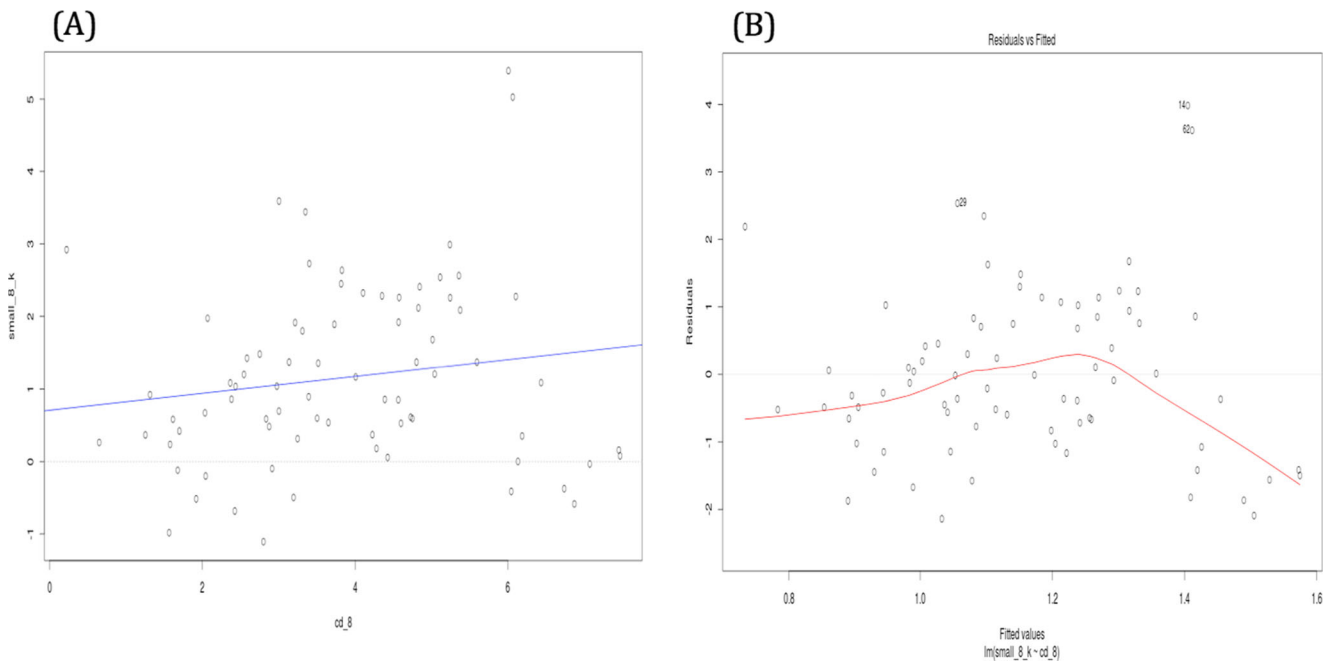 (A)
5
4
3
2
1
0
-1
small_8_k
0 2 4 6
cd_8
(B)
Residuals vs Fitted
4
3
2
1
0
-1
-2
Residuals
14
62
29
0.8 1.0 1.2 1.4 1.6
Fitted values
lm(small_8_k ~ cd_8)